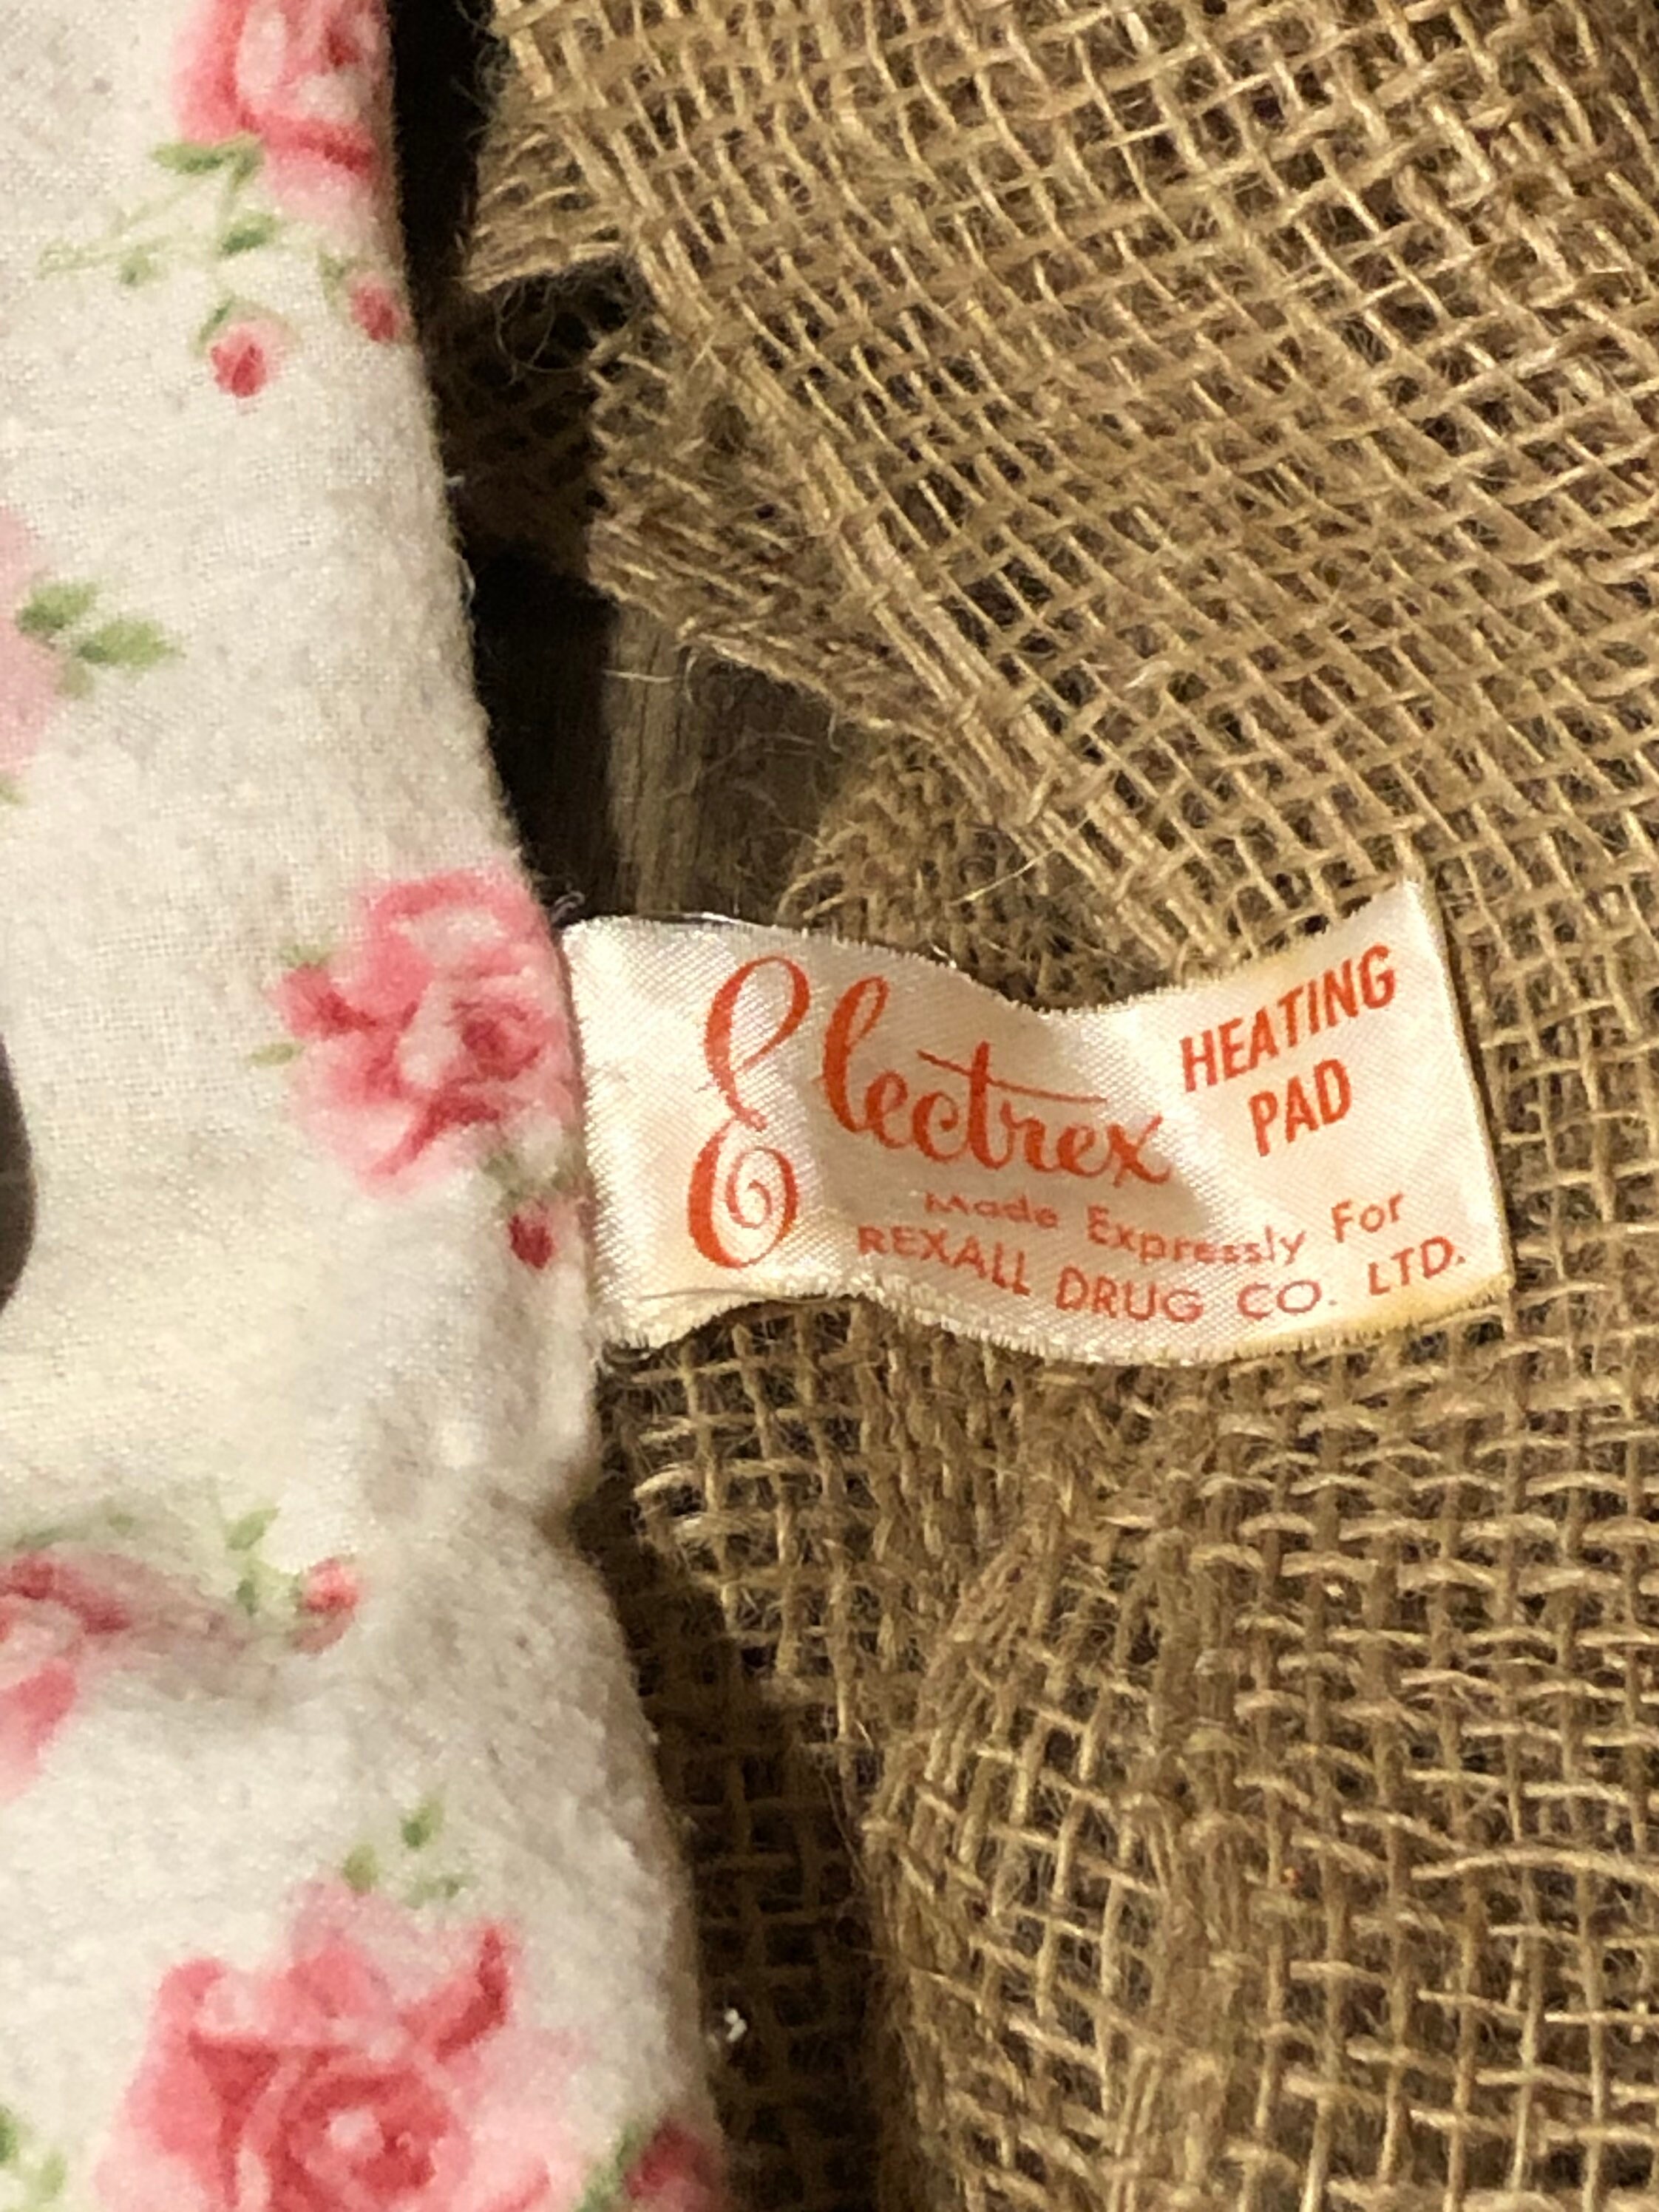 Electrex
HEATING
PAD
Made Expressly For
REXALL DRUG CO. LTD.